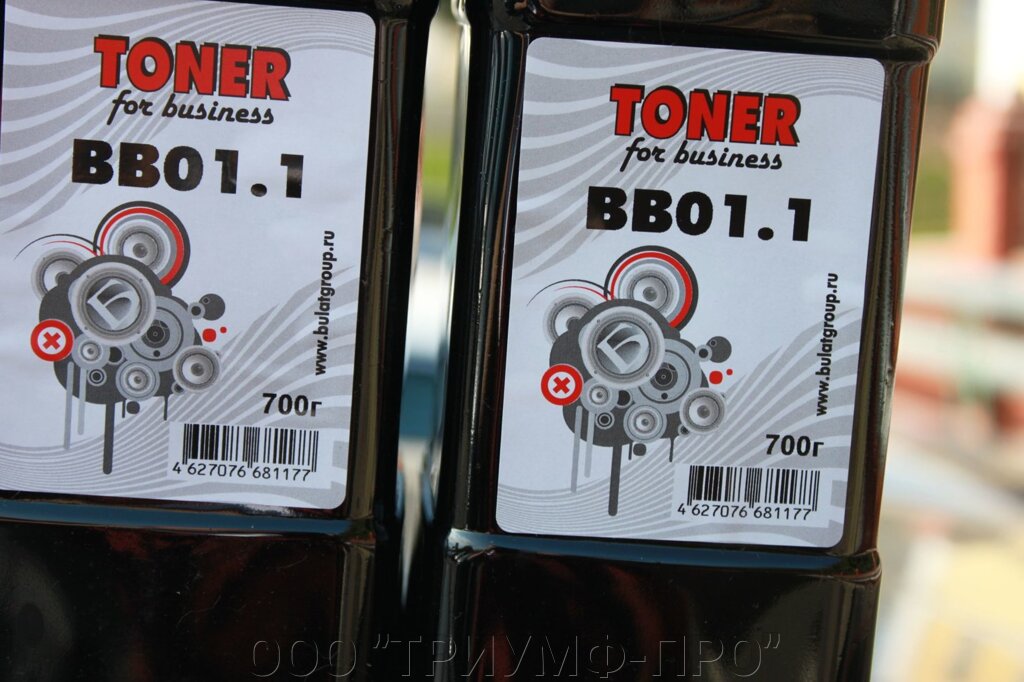 TONER
for business
BB01.1
www.bulatgroup.ru
Б
700г
4 627076 681177
TONER
for business
BB01.1
www.bulatgroup.ru
Б
700г
4 627076 681177
ООО "ТРИУМФ-ПРО"